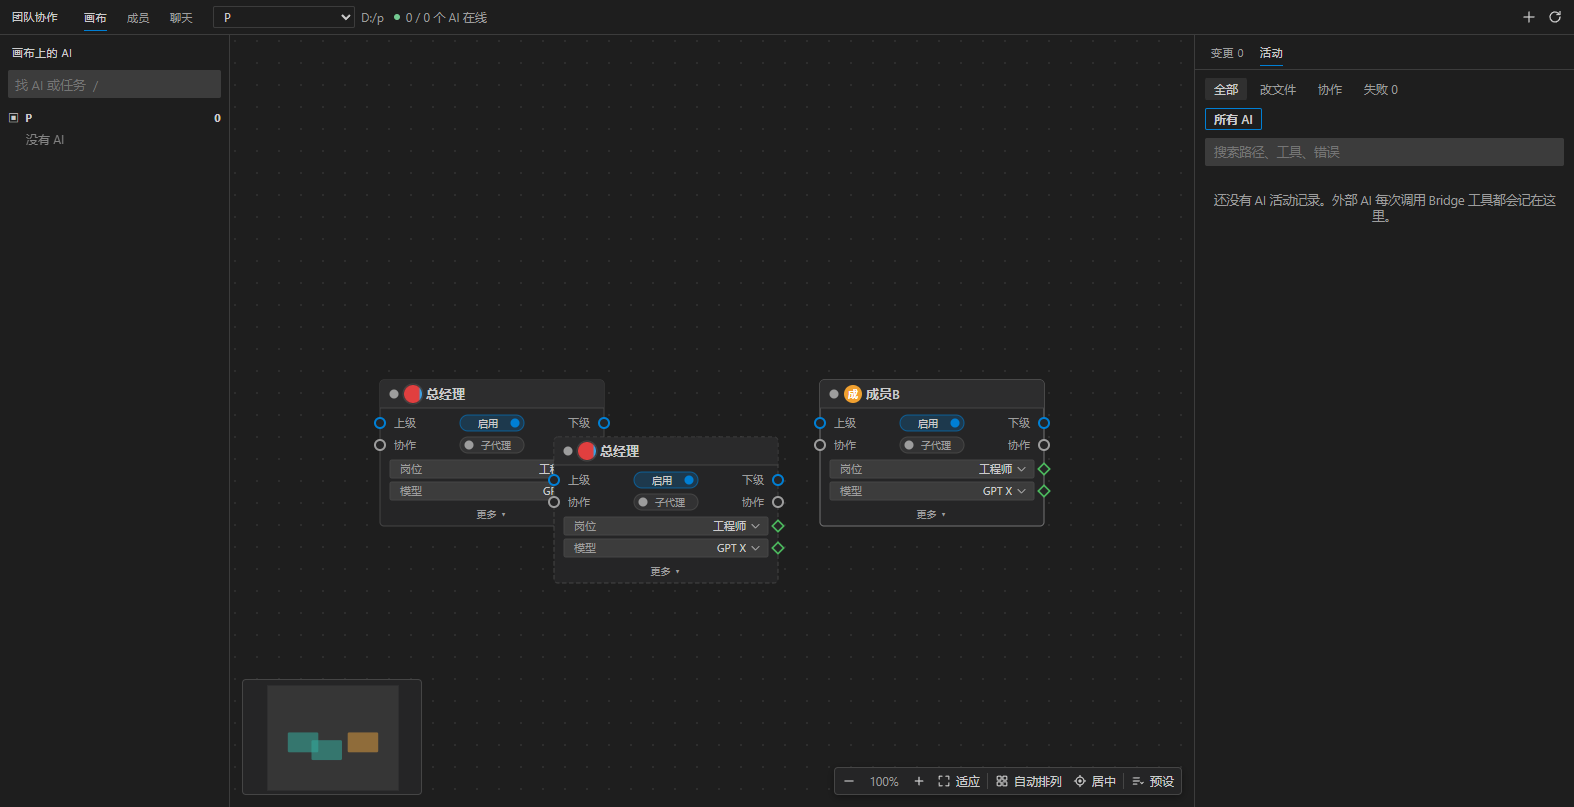 团队协作 画布 成员 聊天 P D:/p 0 / 0 个 AI 在线
画布上的 AI
找 AI 或任务 /
P 0
没有 AI
总经理
上级 启用 下级
协作 子代理
岗位 工程
模型 GP
更多
总经理
上级 启用 下级
协作 子代理 协作
岗位 工程师
模型 GPT X
更多
成 成员B
上级 启用 下级
协作 子代理 协作
岗位 工程师
模型 GPT X
更多
100% 适应 自动排列 居中 预设
变更 0 活动
全部 改文件 协作 失败 0
所有 AI
搜索路径、工具、错误
还没有 AI 活动记录。外部 AI 每次调用 Bridge 工具都会记在这
里。